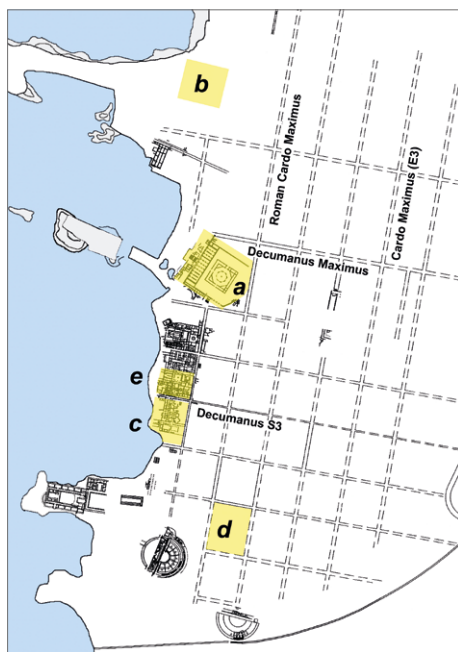 b
Roman Cardo Maximus
Cardo Maximus (E3)
Decumanus Maximus
a
e
Decumanus S3
c
d